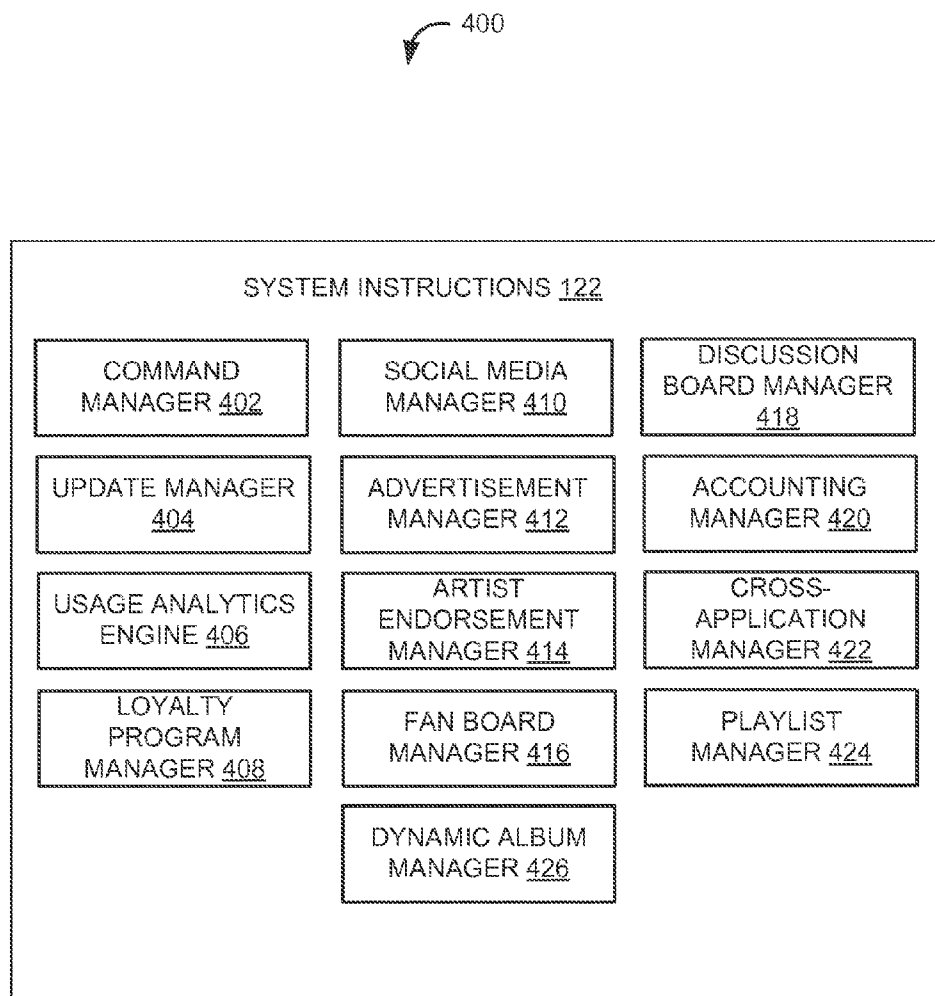 400
SYSTEM INSTRUCTIONS 122
COMMAND
MANAGER 402
SOCIAL MEDIA
MANAGER 410
DISCUSSION
BOARD MANAGER
418
UPDATE MANAGER
404
ADVERTISEMENT
MANAGER 412
ACCOUNTING
MANAGER 420
USAGE ANALYTICS
ENGINE 406
ARTIST
ENDORSEMENT
MANAGER 414
CROSS-
APPLICATION
MANAGER 422
LOYALTY
PROGRAM
MANAGER 408
FAN BOARD
MANAGER 416
PLAYLIST
MANAGER 424
DYNAMIC ALBUM
MANAGER 426